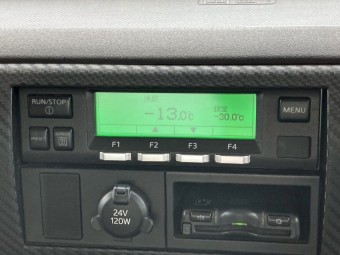 RUN/STOP
-13.0℃
-30.0℃
MENU
F1 F2 F3 F4
24V
120W